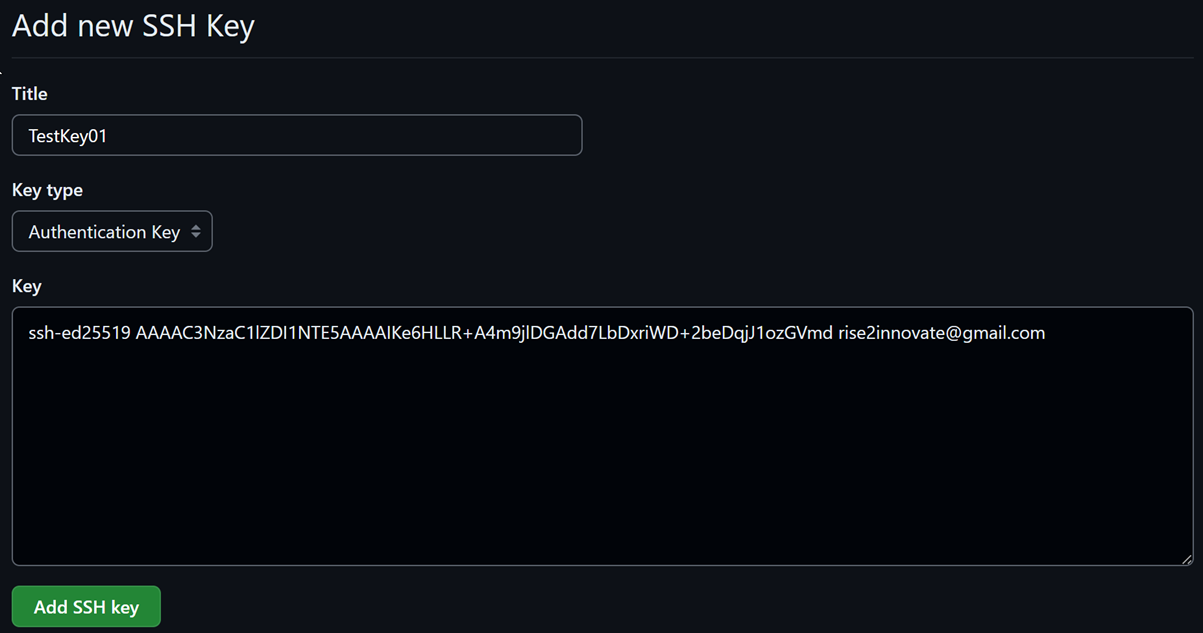 Add new SSH Key
Title
TestKey01
Key type
Authentication Key
Key
ssh-ed25519 AAAAC3NzaC1lZDI1NTE5AAAAIKe6HLLR+A4m9jlDGAdd7LbDxriWD+2beDqjJ1ozGVmd rise2innovate@gmail.com
Add SSH key